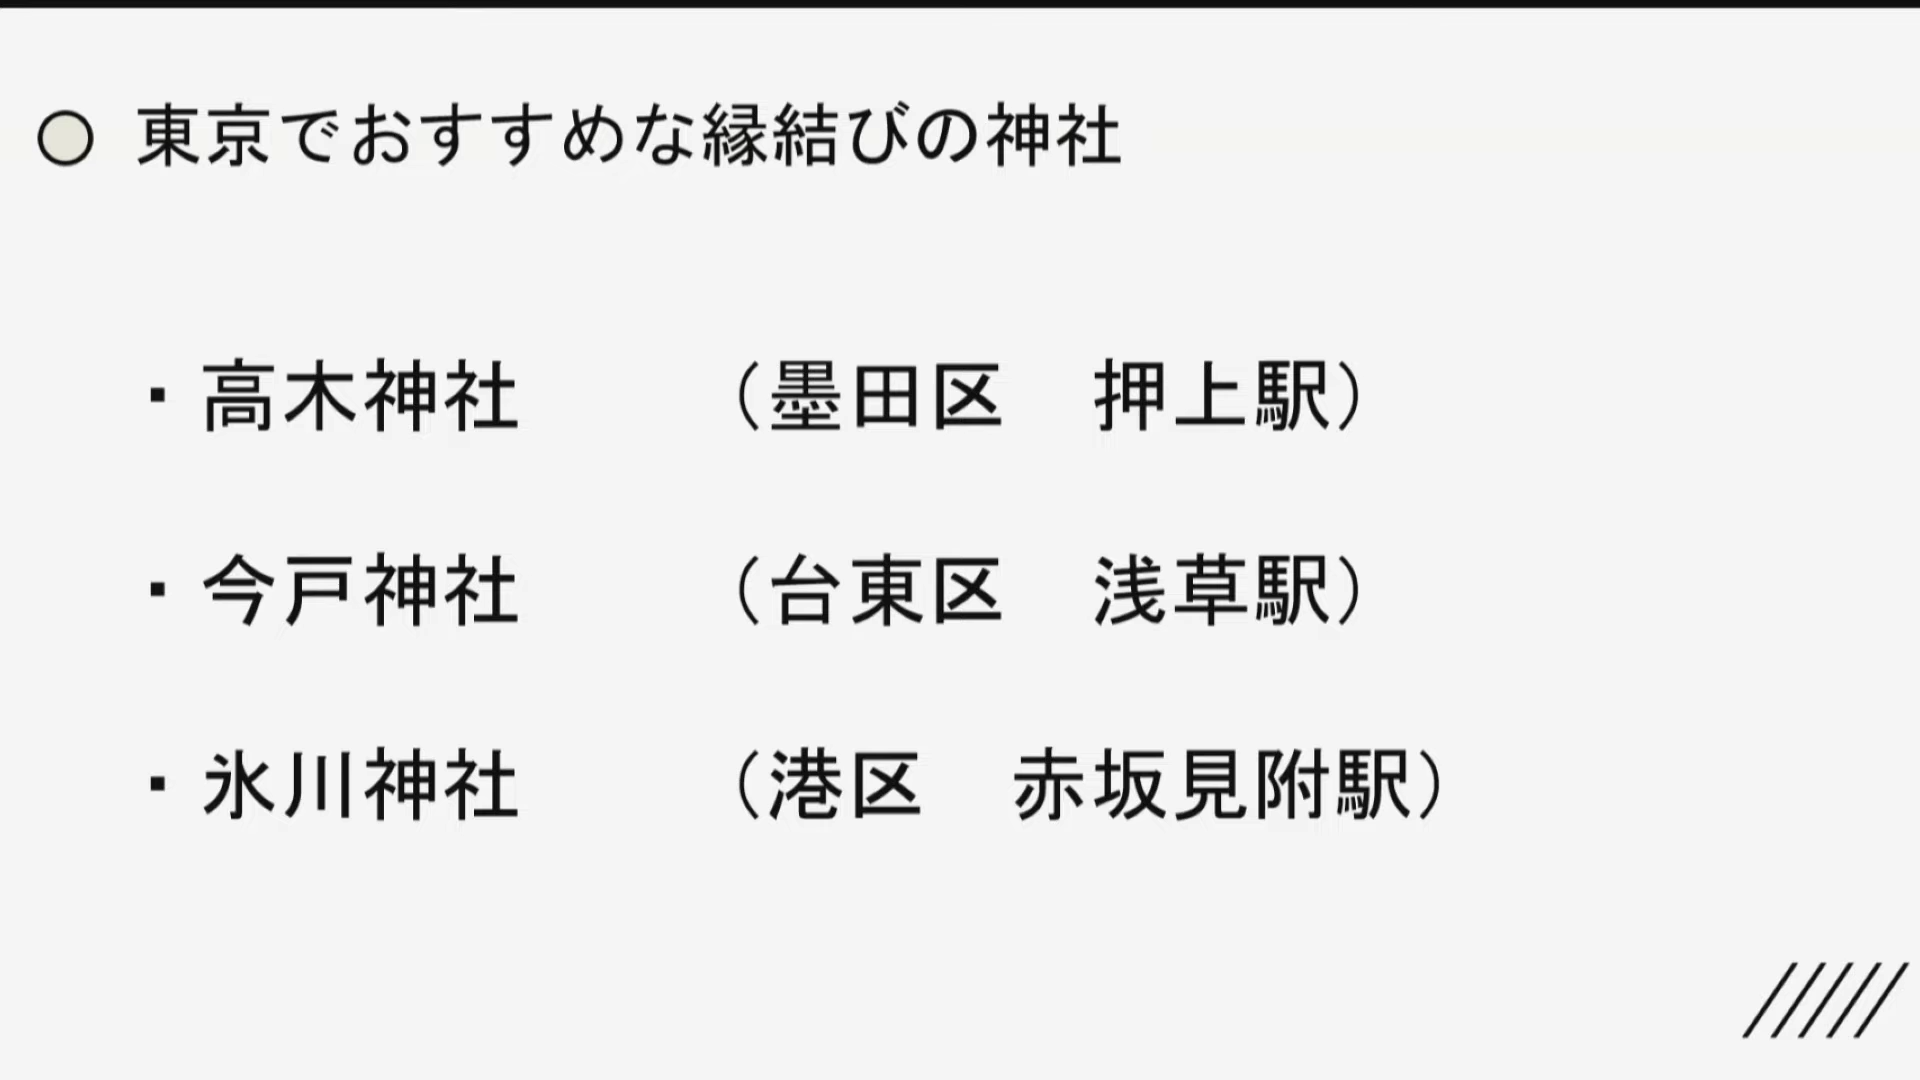 東京でおすすめな縁結びの神社
・高木神社　　　（墨田区　押上駅）
・今戸神社　　　（台東区　浅草駅）
・氷川神社　　　（港区　赤坂見附駅）